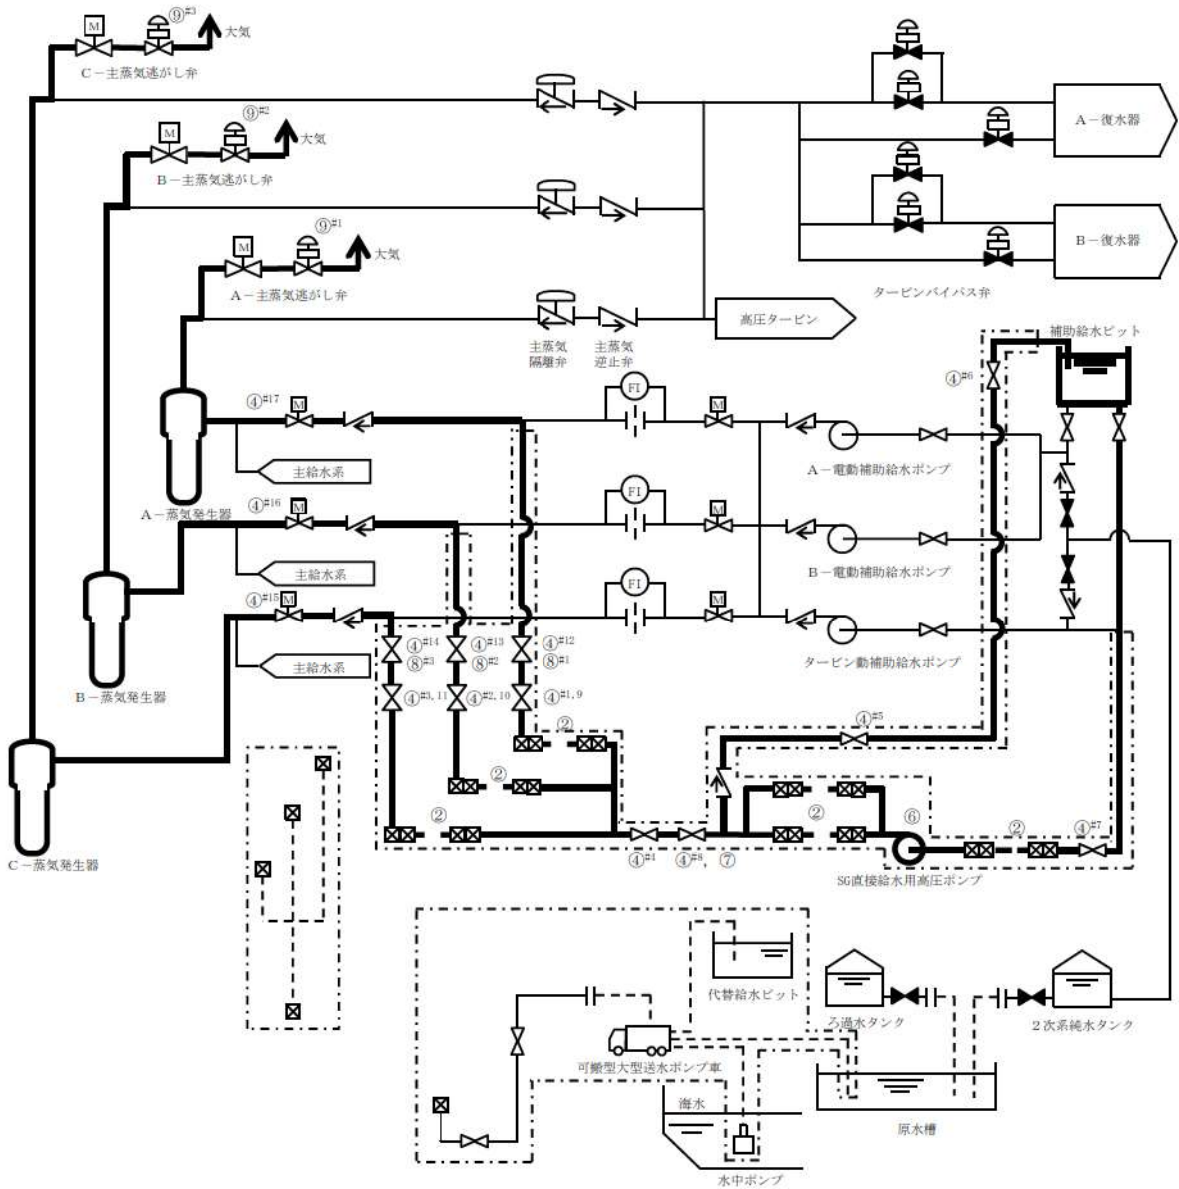 ⑨#3
M
大気
C－主蒸気逃がし弁
⑨#2
M
大気
B－主蒸気逃がし弁
A－復水器
⑨#1
M
大気
A－主蒸気逃がし弁
B－復水器
タービンバイパス弁
高圧タービン
主蒸気
隔離弁
主蒸気
逆止弁
補助給水ピット
④#6
④#17
M
FI
M
主給水系
A－電動補助給水ポンプ
A－蒸気発生器
④#16
M
FI
M
主給水系
B－電動補助給水ポンプ
④#15
M
FI
M
主給水系
タービン動補助給水ポンプ
B－蒸気発生器
④#14
⑧#3
④#13
⑧#2
④#12
⑧#1
④#3,11
④#2,10
④#1,9
②
④#5
②
②
②
⑥
②
④#7
④#4
④#8, ⑦
SG直接給水用高圧ポンプ
C－蒸気発生器
代替給水ピット
ろ過水タンク
2次系純水タンク
可搬型大型送水ポンプ車
海水
原水槽
水中ポンプ